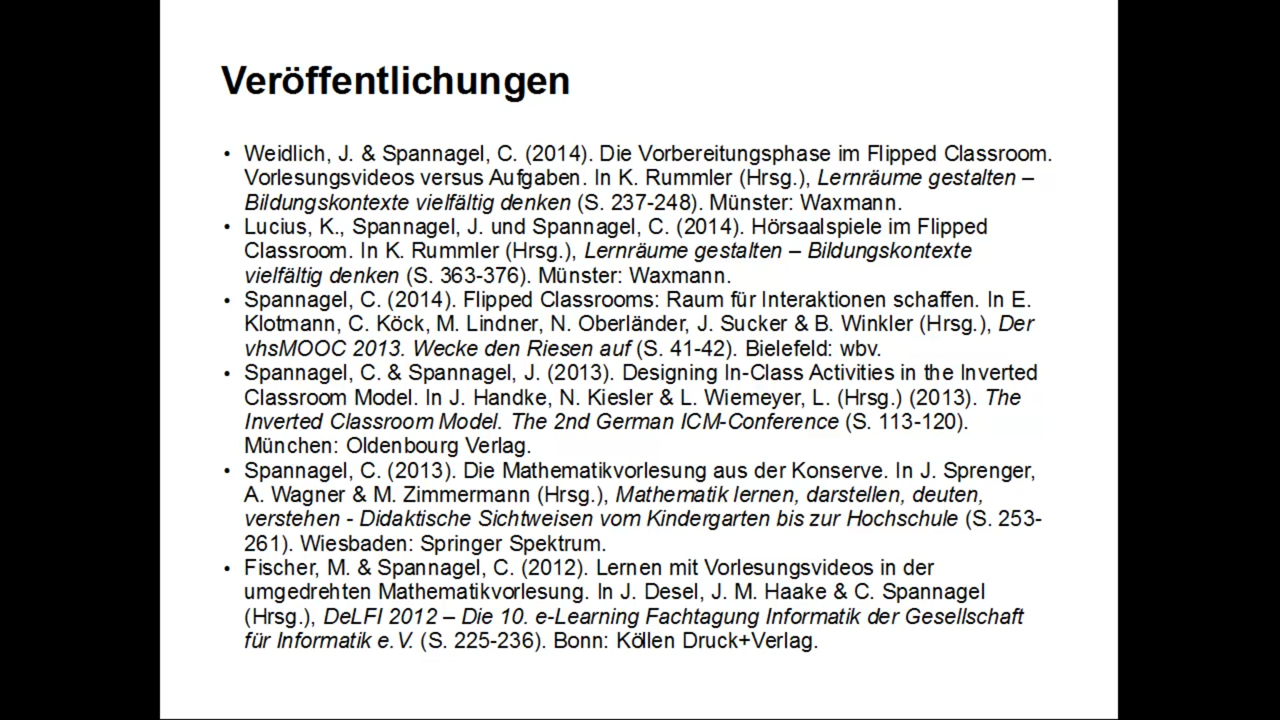 Veröffentlichungen
• Weidlich, J. & Spannagel, C. (2014). Die Vorbereitungsphase im Flipped Classroom.
Vorlesungsvideos versus Aufgaben. In K. Rummler (Hrsg.), Lernräume gestalten –
Bildungskontexte vielfältig denken (S. 237-248). Münster: Waxmann.
• Lucius, K., Spannagel, J. und Spannagel, C. (2014). Hörsaalspiele im Flipped
Classroom. In K. Rummler (Hrsg.), Lernräume gestalten – Bildungskontexte
vielfältig denken (S. 363-376). Münster: Waxmann.
• Spannagel, C. (2014). Flipped Classrooms: Raum für Interaktionen schaffen. In E.
Klotmann, C. Köck, M. Lindner, N. Oberländer, J. Sucker & B. Winkler (Hrsg.), Der
vhsMOOC 2013. Wecke den Riesen auf (S. 41-42). Bielefeld: wbv.
• Spannagel, C. & Spannagel, J. (2013). Designing In-Class Activities in the Inverted
Classroom Model. In J. Handke, N. Kiesler & L. Wiemeyer, L. (Hrsg.) (2013). The
Inverted Classroom Model. The 2nd German ICM-Conference (S. 113-120).
München: Oldenbourg Verlag.
• Spannagel, C. (2013). Die Mathematikvorlesung aus der Konserve. In J. Sprenger,
A. Wagner & M. Zimmermann (Hrsg.), Mathematik lernen, darstellen, deuten,
verstehen - Didaktische Sichtweisen vom Kindergarten bis zur Hochschule (S. 253-
261). Wiesbaden: Springer Spektrum.
• Fischer, M. & Spannagel, C. (2012). Lernen mit Vorlesungsvideos in der
umgedrehten Mathematikvorlesung. In J. Desel, J. M. Haake & C. Spannagel
(Hrsg.), DeLFI 2012 – Die 10. e-Learning Fachtagung Informatik der Gesellschaft
für Informatik e.V. (S. 225-236). Bonn: Köllen Druck+Verlag.